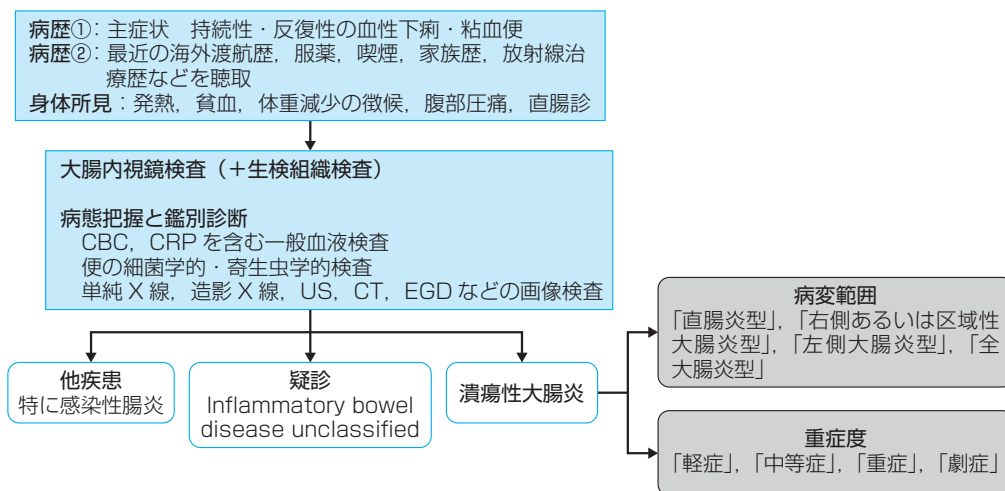 病歴①：主症状　持続性・反復性の血性下痢・粘血便
病歴②：最近の海外渡航歴，服薬，喫煙，家族歴，放射線治
療歴などを聴取
身体所見：発熱，貧血，体重減少の徴候，腹部圧痛，直腸診
大腸内視鏡検査（＋生検組織検査）
病態把握と鑑別診断
CBC，CRP を含む一般血液検査
便の細菌学的・寄生虫学的検査
単純 X 線，造影 X 線，US，CT，EGD などの画像検査
他疾患
特に感染性腸炎
疑診
Inflammatory bowel
disease unclassified
潰瘍性大腸炎
病変範囲
「直腸炎型」，「右側あるいは区域性
大腸炎型」，「左側大腸炎型」，「全
大腸炎型」
重症度
「軽症」，「中等症」，「重症」，「劇症」